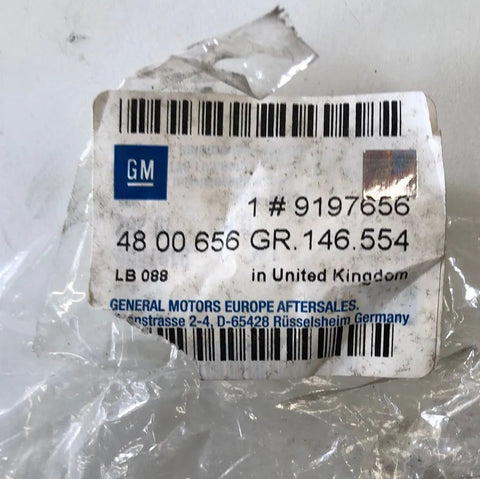 GM
1 # 9197656
48 00 656 GR.146.554
LB 088 in United Kingdom
GENERAL MOTORS EUROPE AFTERSALES.
2-4, D-65428 Rüsselsheim Germany